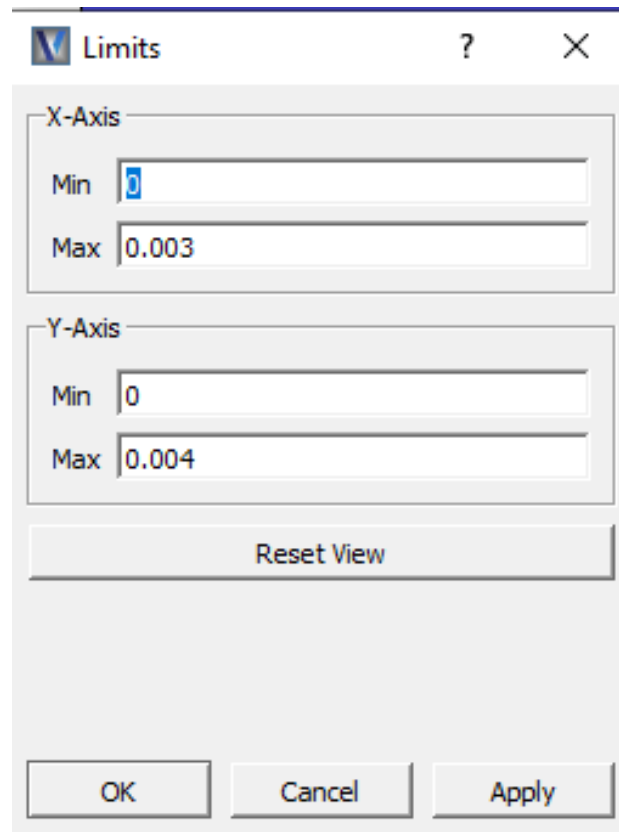 Limits ?
X-Axis
Min 0
Max 0.003
Y-Axis
Min 0
Max 0.004
Reset View
OK Cancel Apply